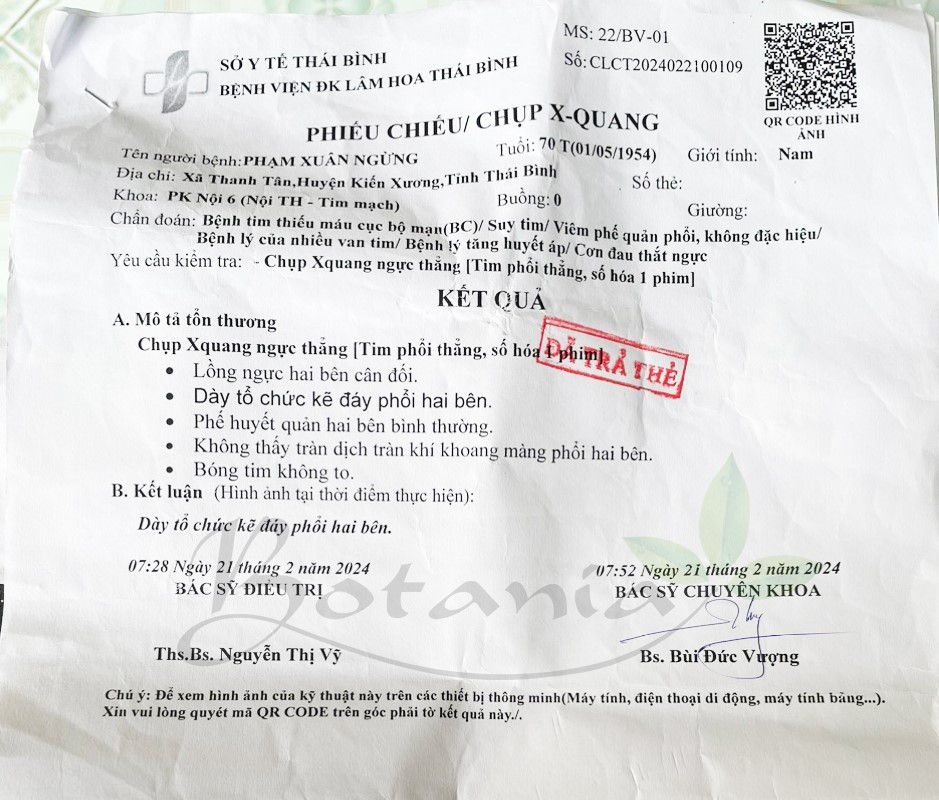 SỞ Y TẾ THÁI BÌNH
BỆNH VIỆN ĐK LÂM HOA THÁI BÌNH
MS: 22/BV-01
Số: CLCT2024022100109
QR CODE HÌNH
ẢNH
PHIẾU CHIẾU/ CHỤP X-QUANG
Tên người bệnh: PHẠM XUÂN NGỪNG Tuổi: 70 T(01/05/1954) Giới tính: Nam
Địa chỉ: Xã Thanh Tân,Huyện Kiến Xương,Tỉnh Thái Bình Số thẻ:
Khoa: PK Nội 6 (Nội TH - Tim mạch) Buồng: 0 Giường:
Chẩn đoán: Bệnh tim thiếu máu cục bộ mạn(BC)/ Suy tim/ Viêm phế quản phổi, không đặc hiệu/
Bệnh lý của nhiều van tim/ Bệnh lý tăng huyết áp/ Cơn đau thắt ngực
Yêu cầu kiểm tra: - Chụp Xquang ngực thẳng [Tim phổi thẳng, số hóa 1 phim]
KẾT QUẢ
A. Mô tả tổn thương
Chụp Xquang ngực thẳng [Tim phổi thẳng, số hóa 1 phim]
ĐÃ TRẢ THẺ
• Lồng ngực hai bên cân đối.
• Dày tổ chức kẽ đáy phổi hai bên.
• Phế huyết quản hai bên bình thường.
• Không thấy tràn dịch tràn khí khoang màng phổi hai bên.
• Bóng tim không to.
B. Kết luận (Hình ảnh tại thời điểm thực hiện):
Dày tổ chức kẽ đáy phổi hai bên.
07:28 Ngày 21 tháng 2 năm 2024 07:52 Ngày 21 tháng 2 năm 2024
BÁC SỸ ĐIỀU TRỊ BÁC SỸ CHUYÊN KHOA
Botania
Ths.Bs. Nguyễn Thị Vỹ Bs. Bùi Đức Vượng
Chú ý: Để xem hình ảnh của kỹ thuật này trên các thiết bị thông minh(Máy tính, điện thoại di động, máy tính bảng...).
Xin vui lòng quyét mã QR CODE trên góc phải tờ kết quả này./.